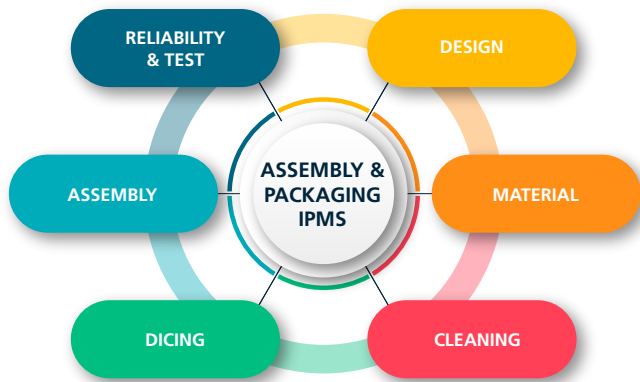 RELIABILITY
& TEST
DESIGN
ASSEMBLY &
PACKAGING
IPMS
ASSEMBLY
MATERIAL
DICING
CLEANING